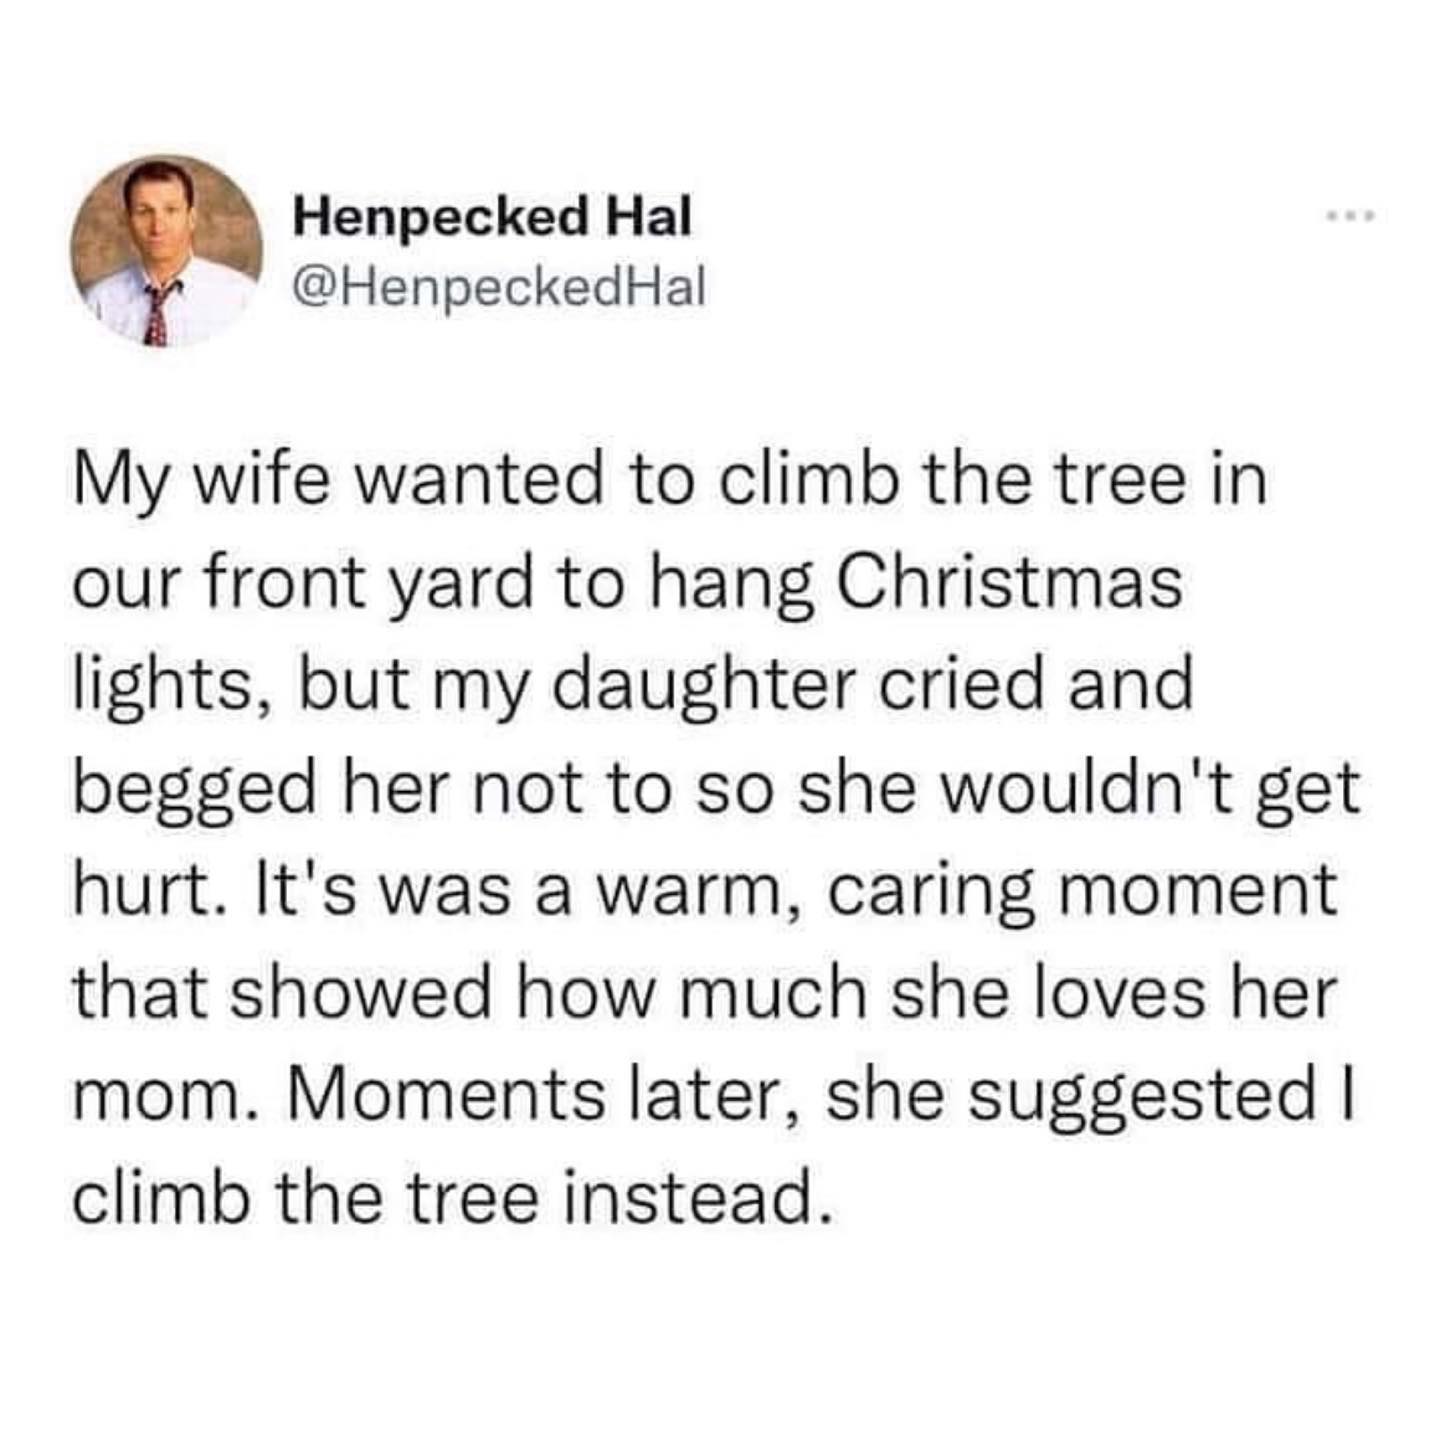 Henpecked Hal
@HenpeckedHal
My wife wanted to climb the tree in
our front yard to hang Christmas
lights, but my daughter cried and
begged her not to so she wouldn't get
hurt. It's was a warm, caring moment
that showed how much she loves her
mom. Moments later, she suggested I
climb the tree instead.